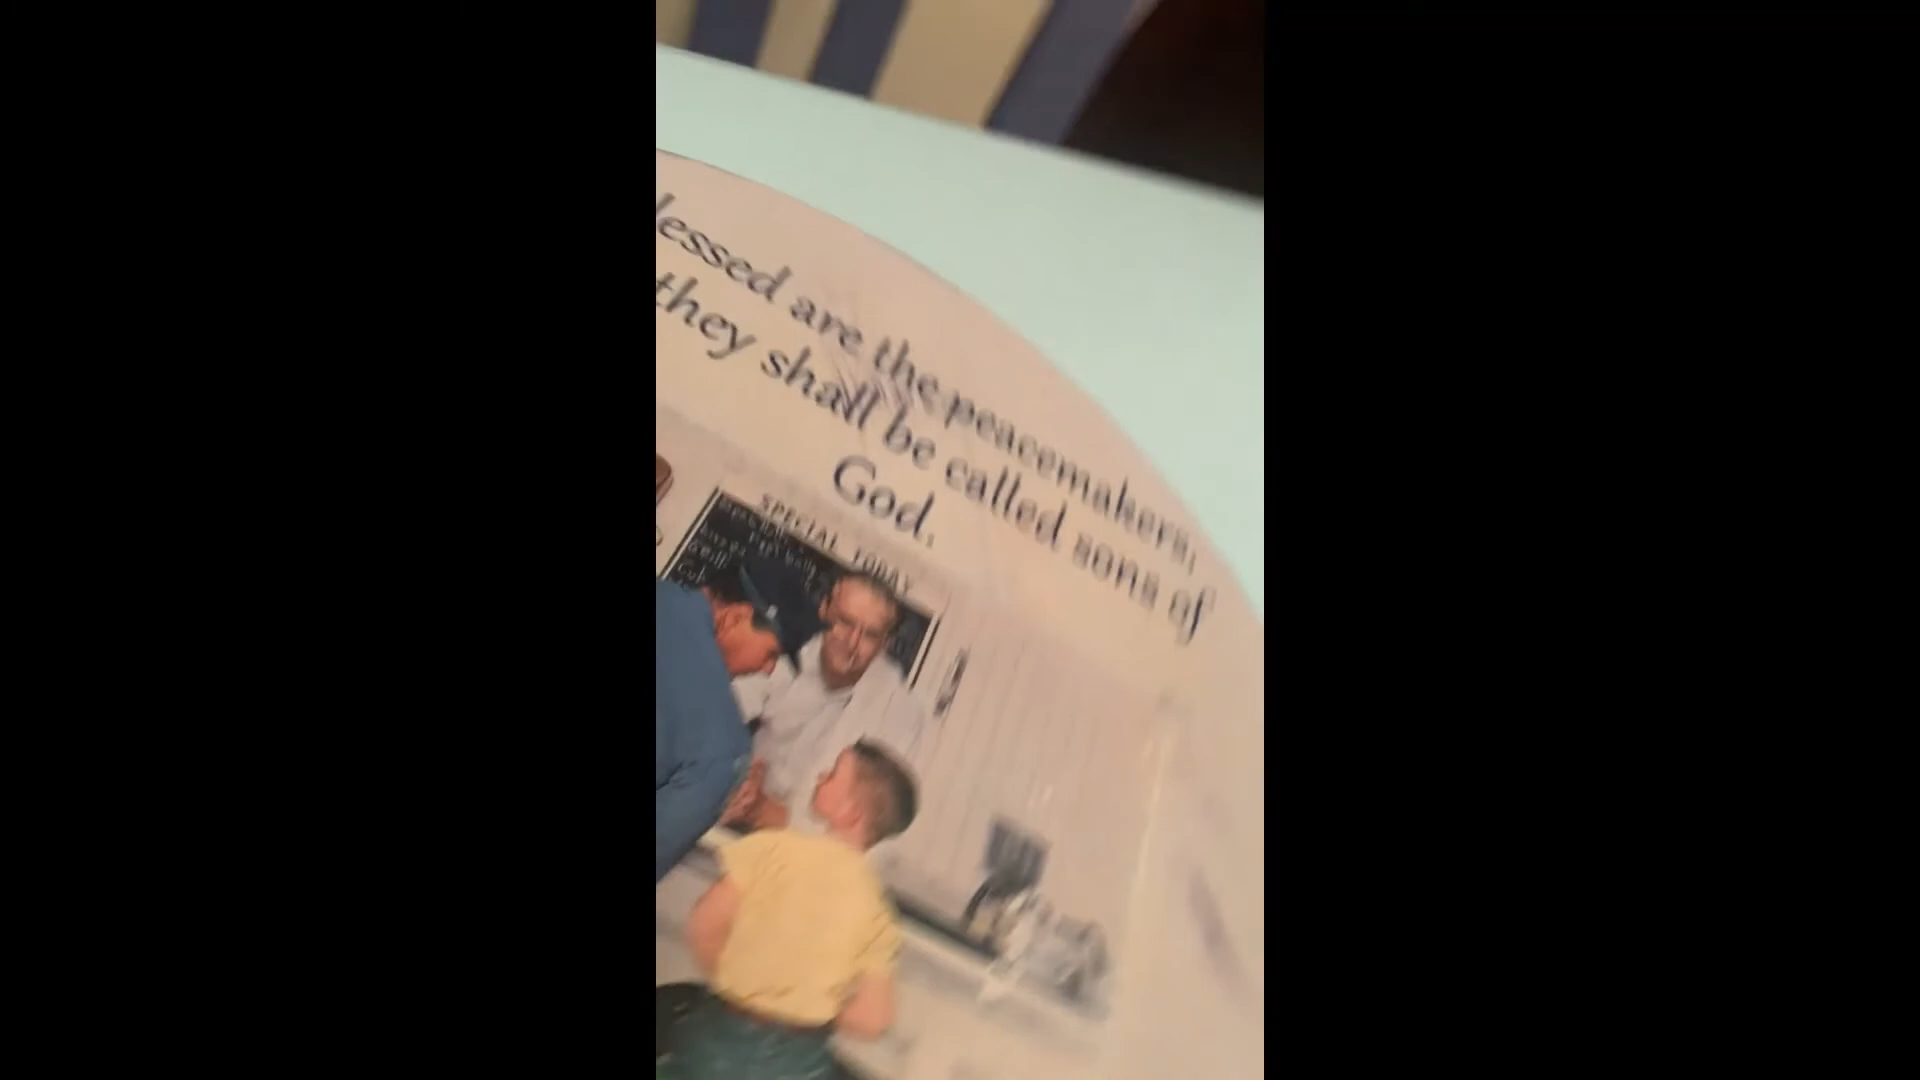 lessed are the peacemakers,
they shall be called sons of
God.
SPECIAL TODAY